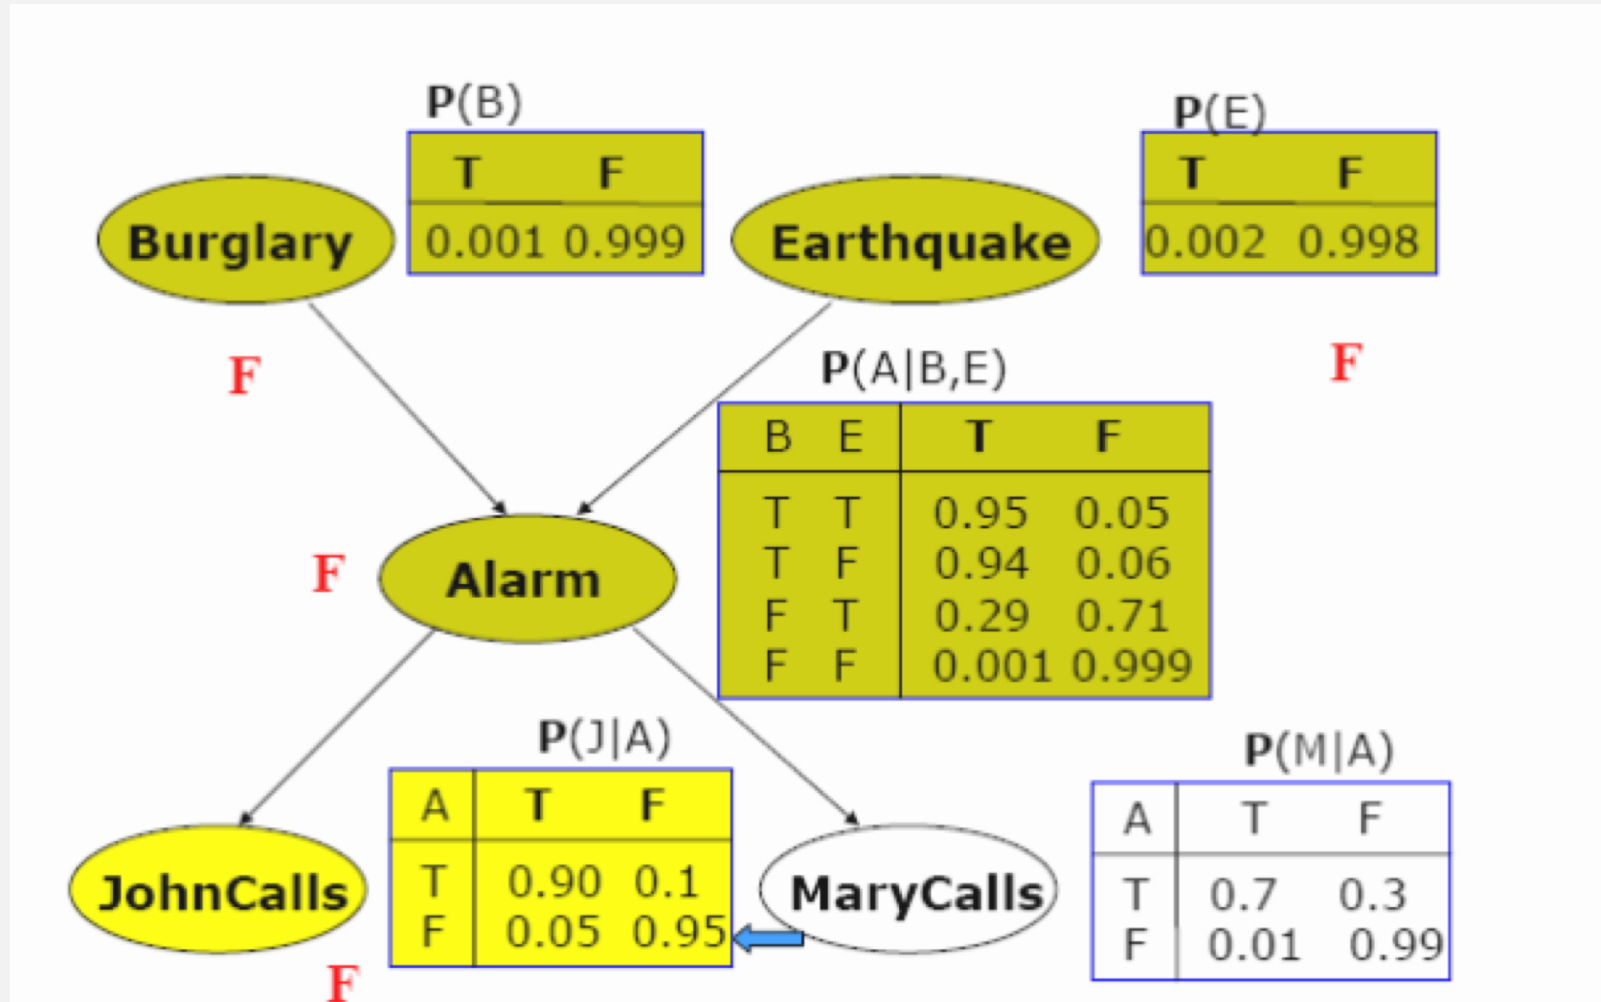 P(B)
P(E)
T F
T F
Burglary
0.001 0.999
Earthquake
0.002 0.998
F
P(A|B,E)
F
B E T F
T T 0.95 0.05
T F 0.94 0.06
F T 0.29 0.71
F F 0.001 0.999
F
Alarm
P(J|A)
P(M|A)
A T F
T 0.90 0.1
F 0.05 0.95
A T F
T 0.7 0.3
F 0.01 0.99
JohnCalls
MaryCalls
F